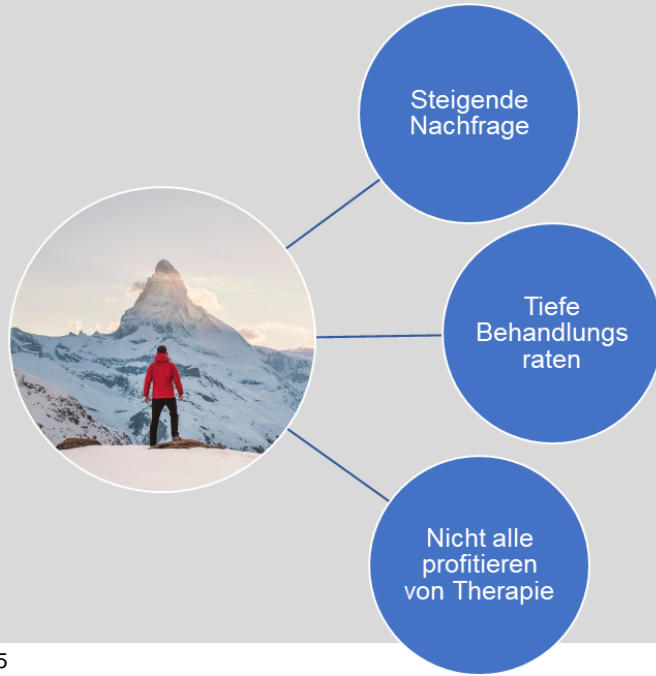 Steigende
Nachfrage
Tiefe
Behandlungs
raten
Nicht alle
profitieren
von Therapie
5